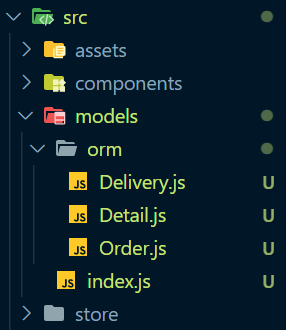 src
assets
components
models
orm
JS Delivery.js U
JS Detail.js U
JS Order.js U
JS index.js U
store